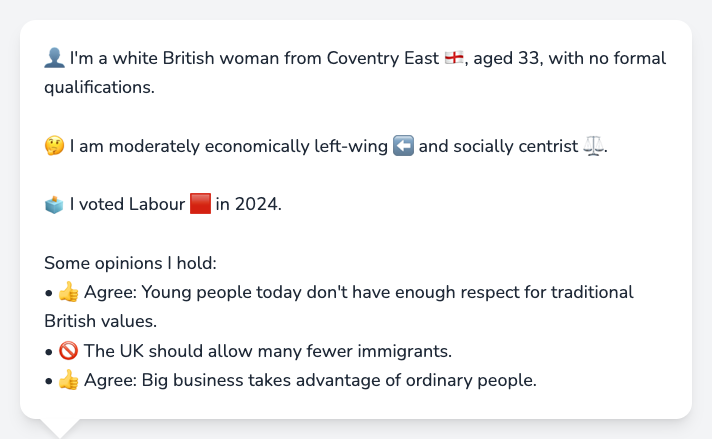 👤 I'm a white British woman from Coventry East 🏴󠁧󠁢󠁥󠁮󠁧󠁿, aged 33, with no formal
qualifications.
🤔 I am moderately economically left-wing ⬅️ and socially centrist ⚖️.
🗳️ I voted Labour 🟥 in 2024.
Some opinions I hold:
• 👍 Agree: Young people today don't have enough respect for traditional
British values.
• 🚫 The UK should allow many fewer immigrants.
• 👍 Agree: Big business takes advantage of ordinary people.